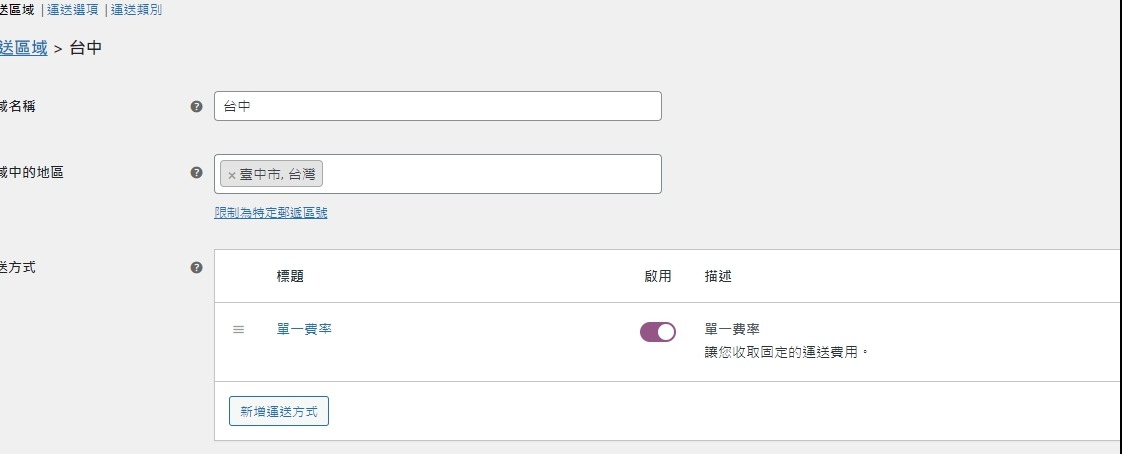 送區域 | 運送選項 | 運送類別
送區域 > 台中
域名稱 ? 台中
域中的地區 ? × 臺中市, 台灣
限制為特定郵遞區號
送方式 ?
標題 啟用 描述
單一費率 單一費率
讓您收取固定的運送費用。
新增運送方式